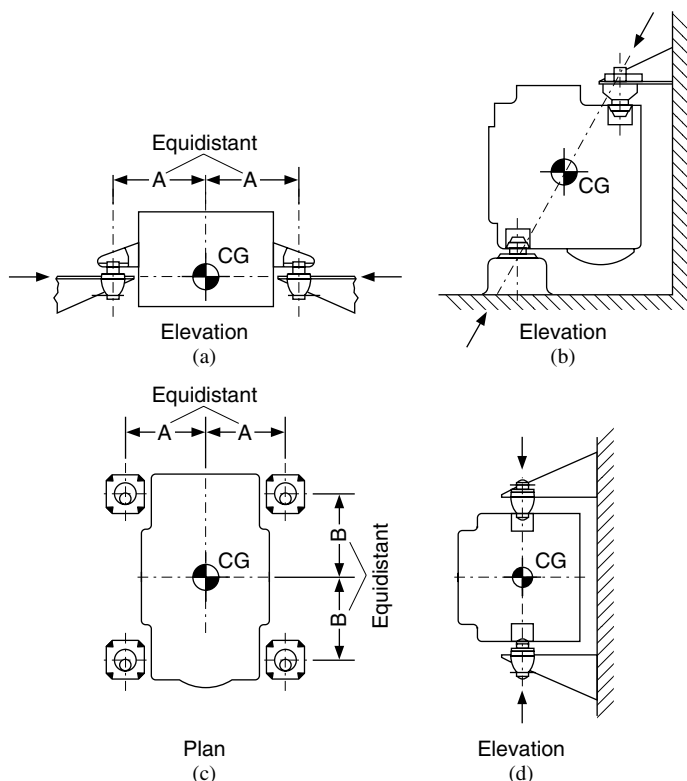 Equidistant
A A
CG
Elevation
(a)
CG
Elevation
(b)
Equidistant
A A
CG
B
B
Equidistant
Plan
(c)
CG
Elevation
(d)